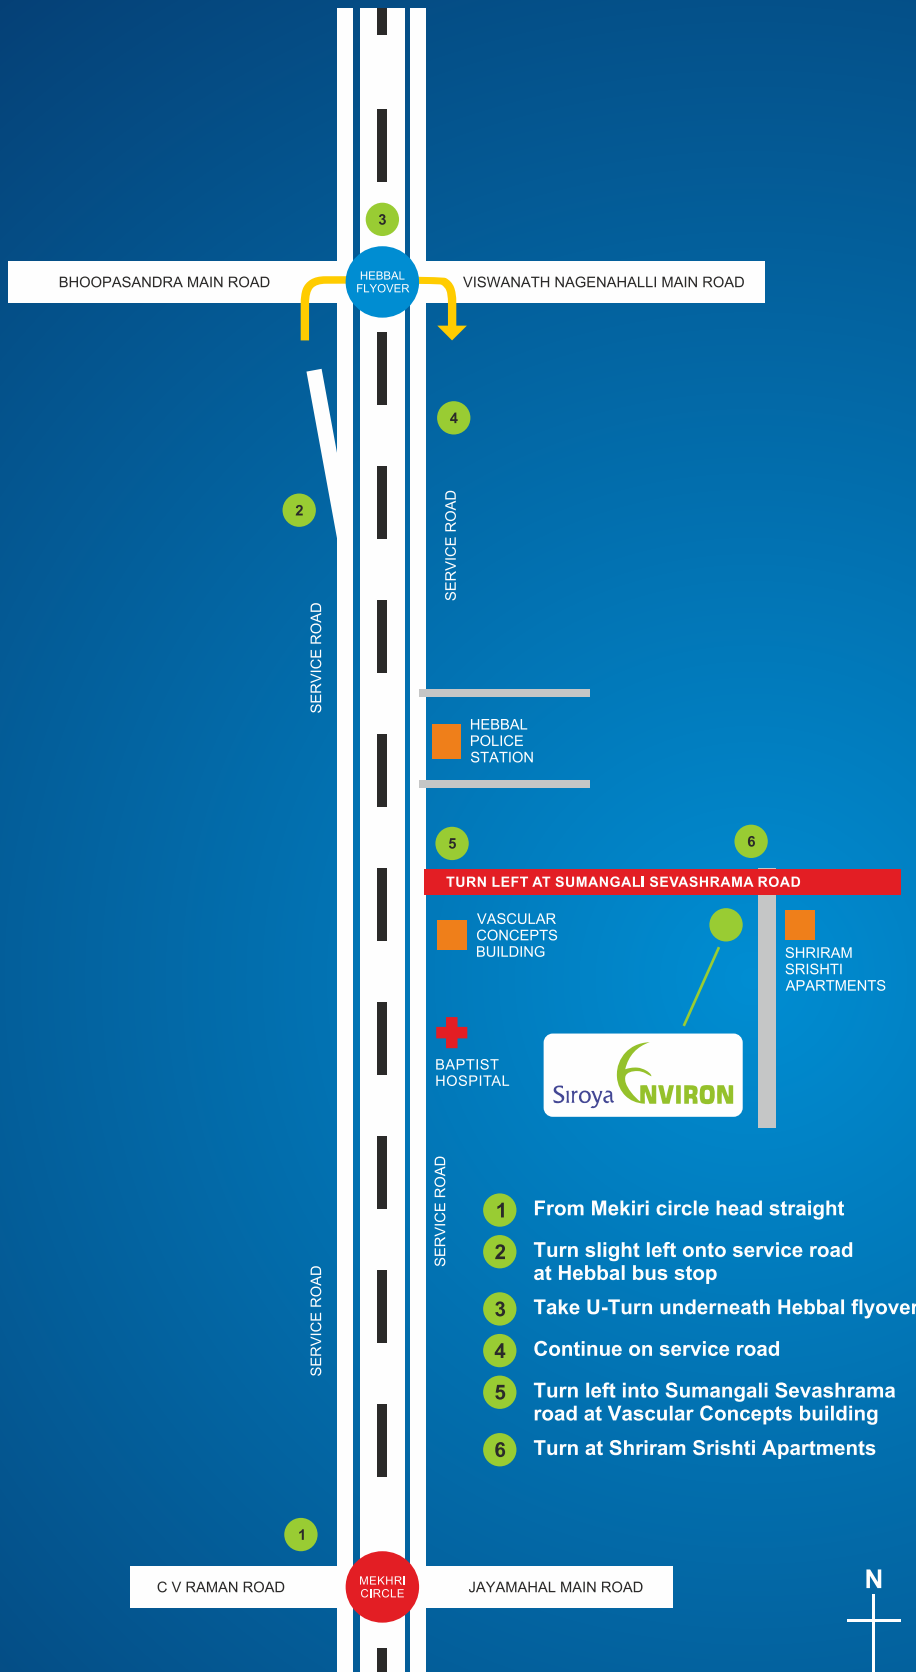 3
HEBBAL
FLYOVER
BHOOPASANDRA MAIN ROAD
VISWANATH NAGENAHALLI MAIN ROAD
4
2
SERVICE ROAD
SERVICE ROAD
HEBBAL
POLICE
STATION
5
6
TURN LEFT AT SUMANGALI SEVASHRAMA ROAD
VASCULAR
CONCEPTS
BUILDING
SHRIRAM
SRISHTI
APARTMENTS
BAPTIST
HOSPITAL
Siroya ENVIRON
SERVICE ROAD
SERVICE ROAD
1 From Mekiri circle head straight
2 Turn slight left onto service road
at Hebbal bus stop
3 Take U-Turn underneath Hebbal flyover
4 Continue on service road
5 Turn left into Sumangali Sevashrama
road at Vascular Concepts building
6 Turn at Shriram Srishti Apartments
1
C V RAMAN ROAD
MEKHRI
CIRCLE
JAYAMAHAL MAIN ROAD
N